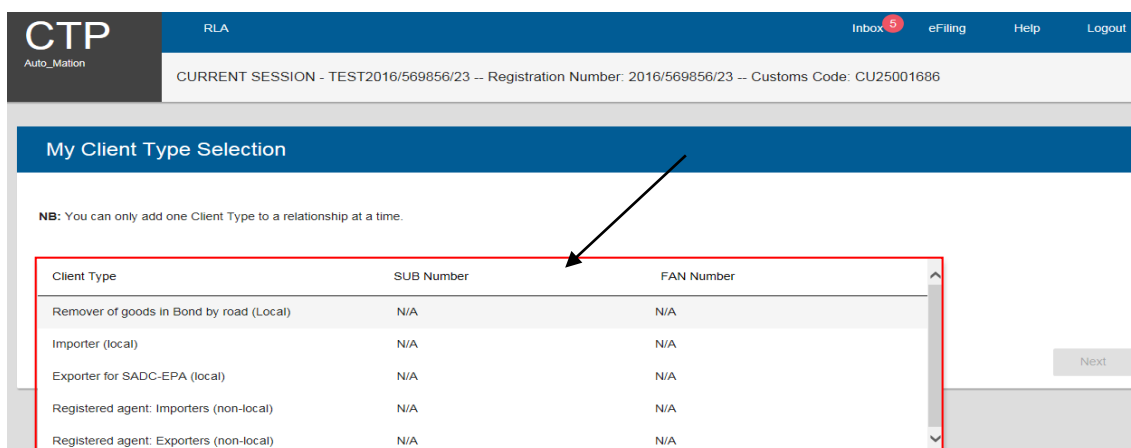 CTP
Auto_Mation
RLA Inbox 5 eFiling Help Logout
CURRENT SESSION - TEST2016/569856/23 -- Registration Number: 2016/569856/23 -- Customs Code: CU25001686
My Client Type Selection
NB: You can only add one Client Type to a relationship at a time.
Client Type SUB Number FAN Number
Remover of goods in Bond by road (Local) N/A N/A
Importer (local) N/A N/A
Next
Exporter for SADC-EPA (local) N/A N/A
Registered agent: Importers (non-local) N/A N/A
Registered agent: Exporters (non-local) N/A N/A